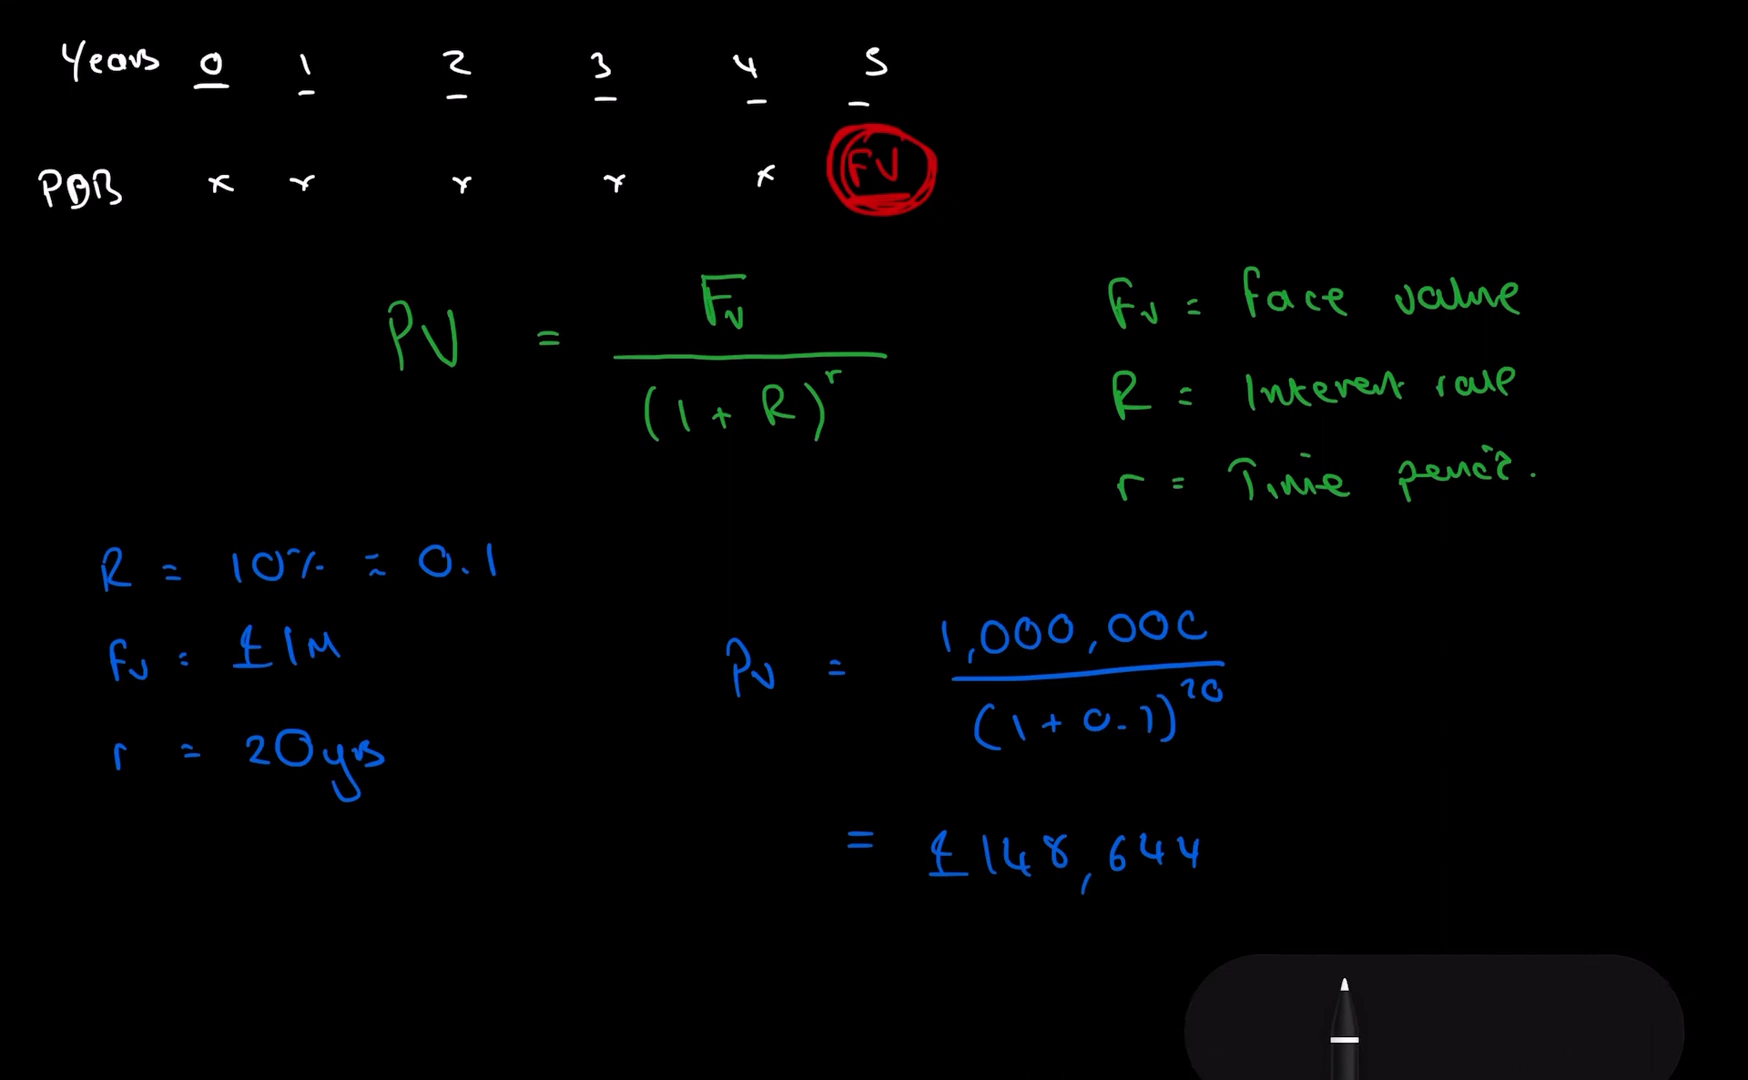 Years 0 1 2 3 4 5
PDB x x x x x FV
PV = Fv / (1 + R)^r
Fv = face value
R = Interest rate
r = Time period.
R = 10% = 0.1
Fv = £1M
r = 20yrs
Pv = 1,000,000 / (1 + 0.1)^20
= £148,644